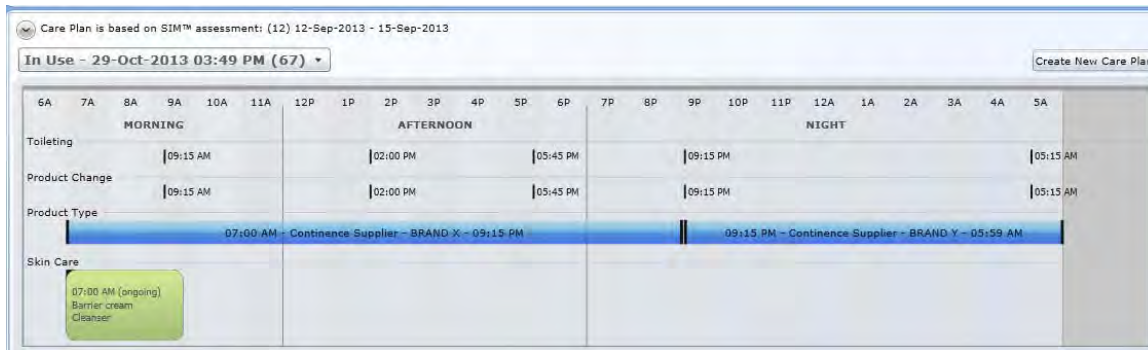 Care Plan is based on SIM™ assessment: (12) 12-Sep-2013 - 15-Sep-2013
In Use - 29-Oct-2013 03:49 PM (67)
Create New Care Plan
6A 7A 8A 9A 10A 11A 12P 1P 2P 3P 4P 5P 6P 7P 8P 9P 10P 11P 12A 1A 2A 3A 4A 5A
MORNING AFTERNOON NIGHT
Toileting
09:15 AM 02:00 PM 05:45 PM 09:15 PM 05:15 AM
Product Change
09:15 AM 02:00 PM 05:45 PM 09:15 PM 05:15 AM
Product Type
07:00 AM - Continence Supplier - BRAND X - 09:15 PM 09:15 PM - Continence Supplier - BRAND Y - 05:59 AM
Skin Care
07:00 AM (ongoing)
Barrier cream
Cleanser